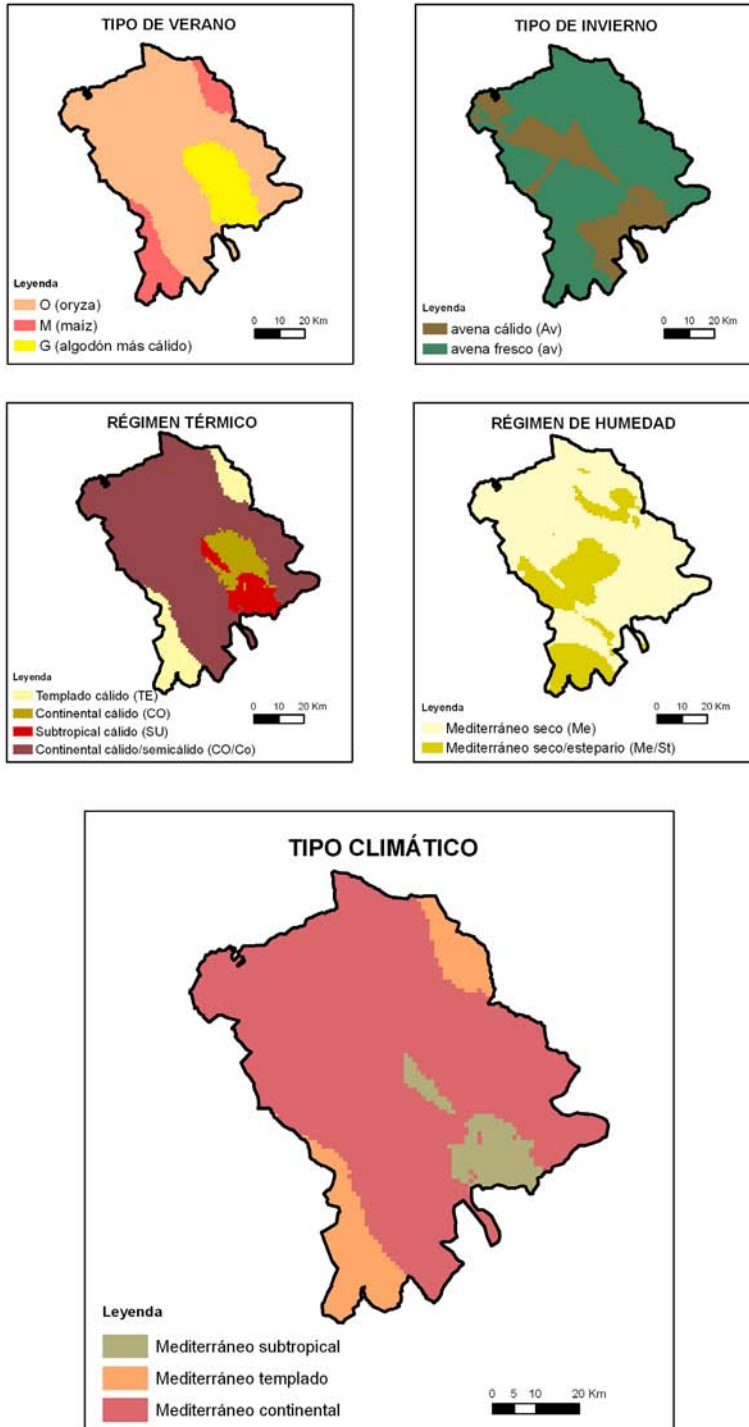 TIPO DE VERANO
Leyenda
O (oryza)
M (maíz)
G (algodón más cálido)
0 10 20 Km
TIPO DE INVIERNO
Leyenda
avena cálido (Av)
avena fresco (av)
0 10 20 Km
RÉGIMEN TÉRMICO
Leyenda
Templado cálido (TE)
Continental cálido (CO)
Subtropical cálido (SU)
Continental cálido/semicálido (CO/Co)
0 10 20 Km
RÉGIMEN DE HUMEDAD
Leyenda
Mediterráneo seco (Me)
Mediterráneo seco/estepario (Me/St)
0 10 20 Km
TIPO CLIMÁTICO
Leyenda
Mediterráneo subtropical
Mediterráneo templado
Mediterráneo continental
0 5 10 20 Km